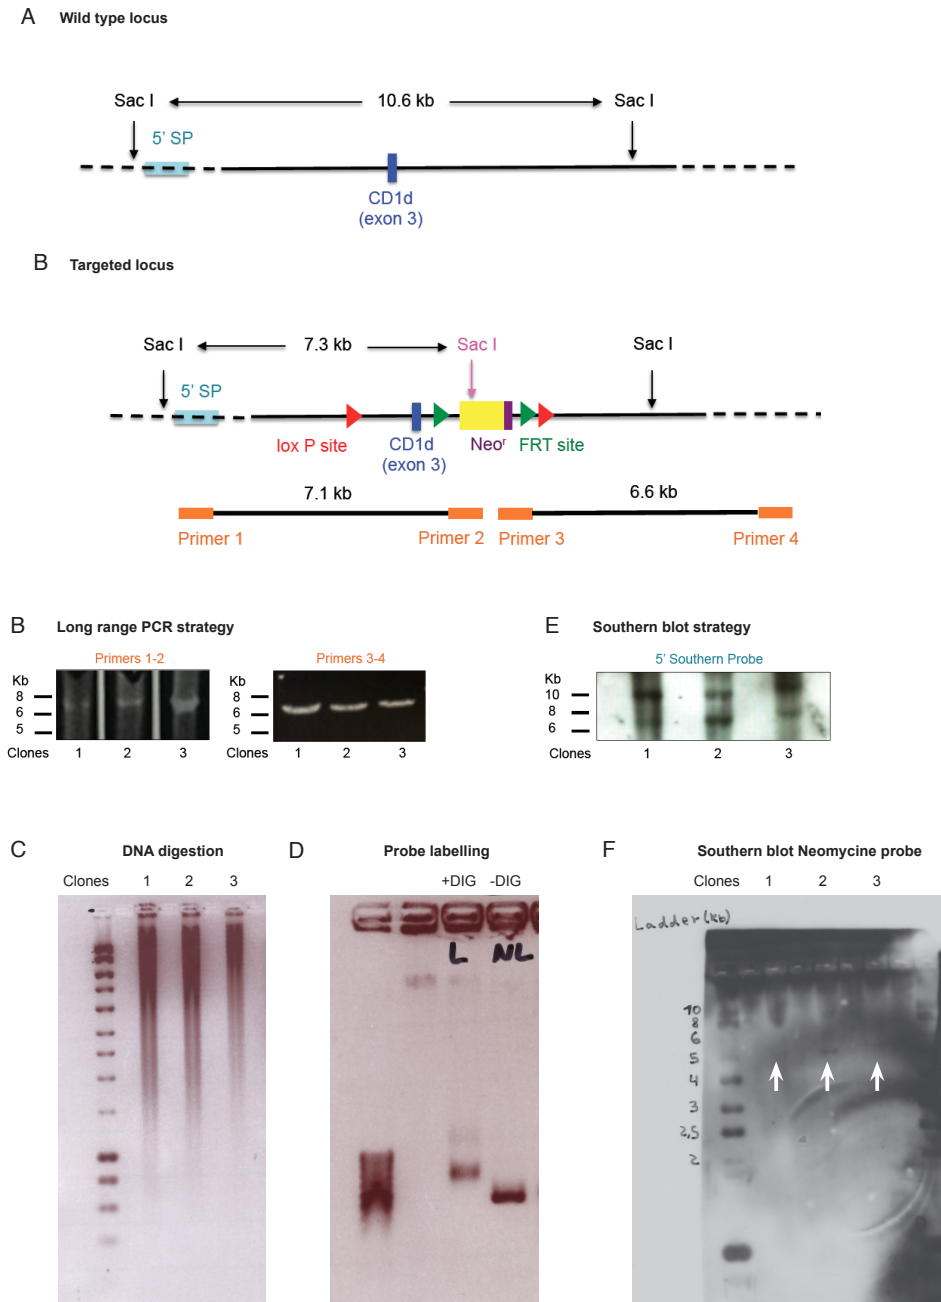 A Wild type locus
Sac I 10.6 kb Sac I
5' SP
CD1d
(exon 3)
B Targeted locus
Sac I 7.3 kb Sac I Sac I
5' SP
lox P site CD1d Neoʳ FRT site
(exon 3)
7.1 kb 6.6 kb
Primer 1 Primer 2 Primer 3 Primer 4
B Long range PCR strategy
Primers 1-2 Primers 3-4
Kb Kb
8 8
6 6
5 5
Clones 1 2 3 Clones 1 2 3
E Southern blot strategy
5' Southern Probe
Kb
10
8
6
Clones 1 2 3
C DNA digestion
Clones 1 2 3
D Probe labelling
+DIG -DIG
L NL
F Southern blot Neomycine probe
Clones 1 2 3
Ladder (Kb)
10
8
6
5
4
3
2,5
2